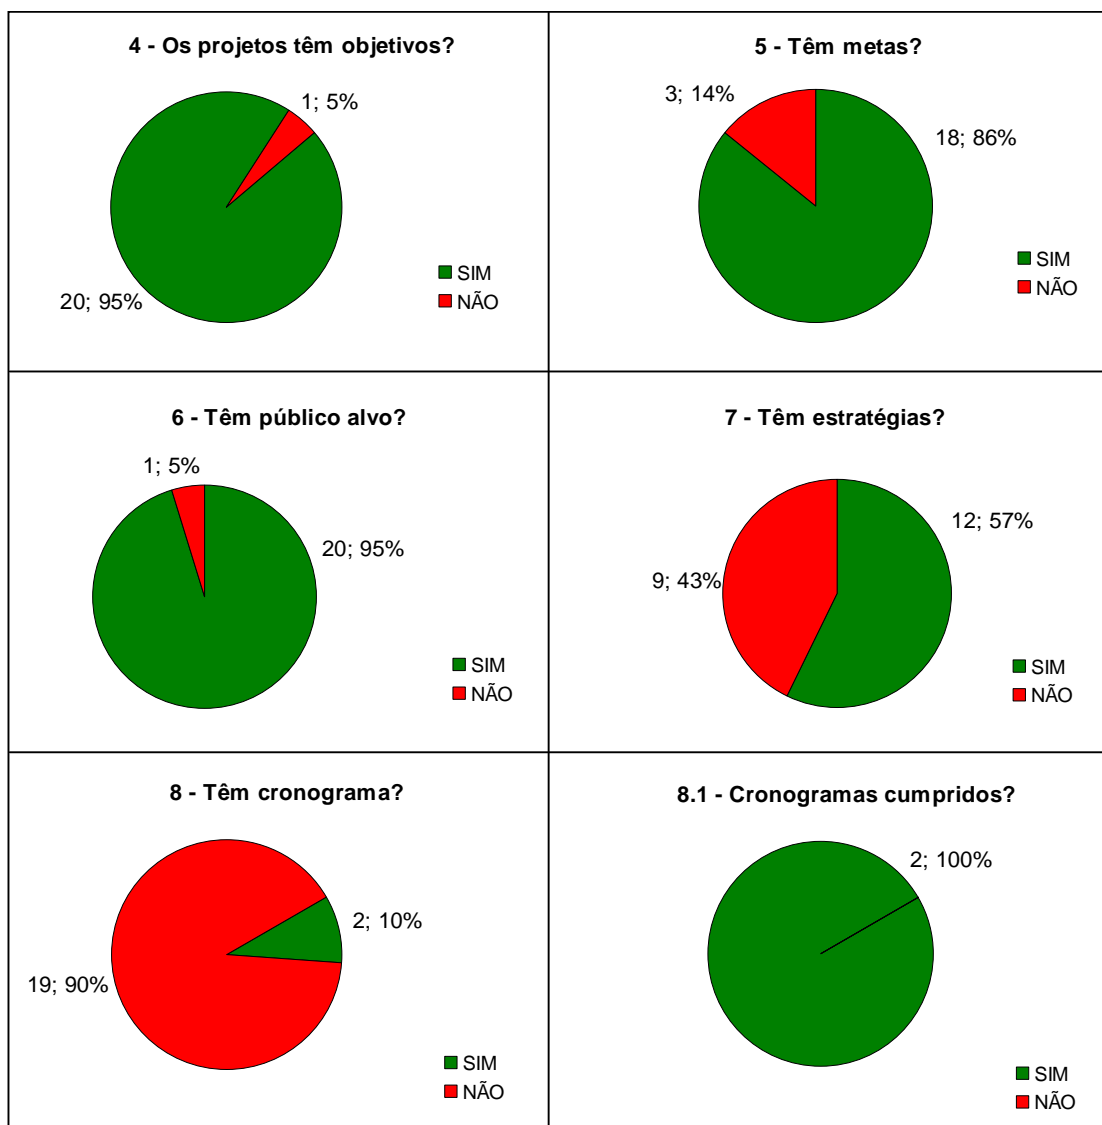 4 - Os projetos têm objetivos?
1; 5%
20; 95%
SIM
NÃO
5 - Têm metas?
3; 14%
18; 86%
SIM
NÃO
6 - Têm público alvo?
1; 5%
20; 95%
SIM
NÃO
7 - Têm estratégias?
12; 57%
9; 43%
SIM
NÃO
8 - Têm cronograma?
2; 10%
19; 90%
SIM
NÃO
8.1 - Cronogramas cumpridos?
2; 100%
SIM
NÃO